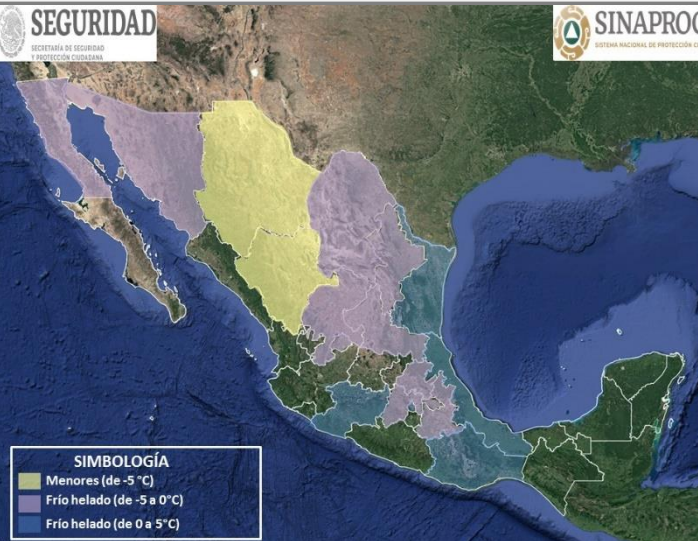 SEGURIDAD
SECRETARÍA DE SEGURIDAD
Y PROTECCIÓN CIUDADANA
SINAPROC
SISTEMA NACIONAL DE PROTECCIÓN
SIMBOLOGÍA
Menores (de -5 °C)
Frío helado (de -5 a 0°C)
Frío helado (de 0 a 5°C)